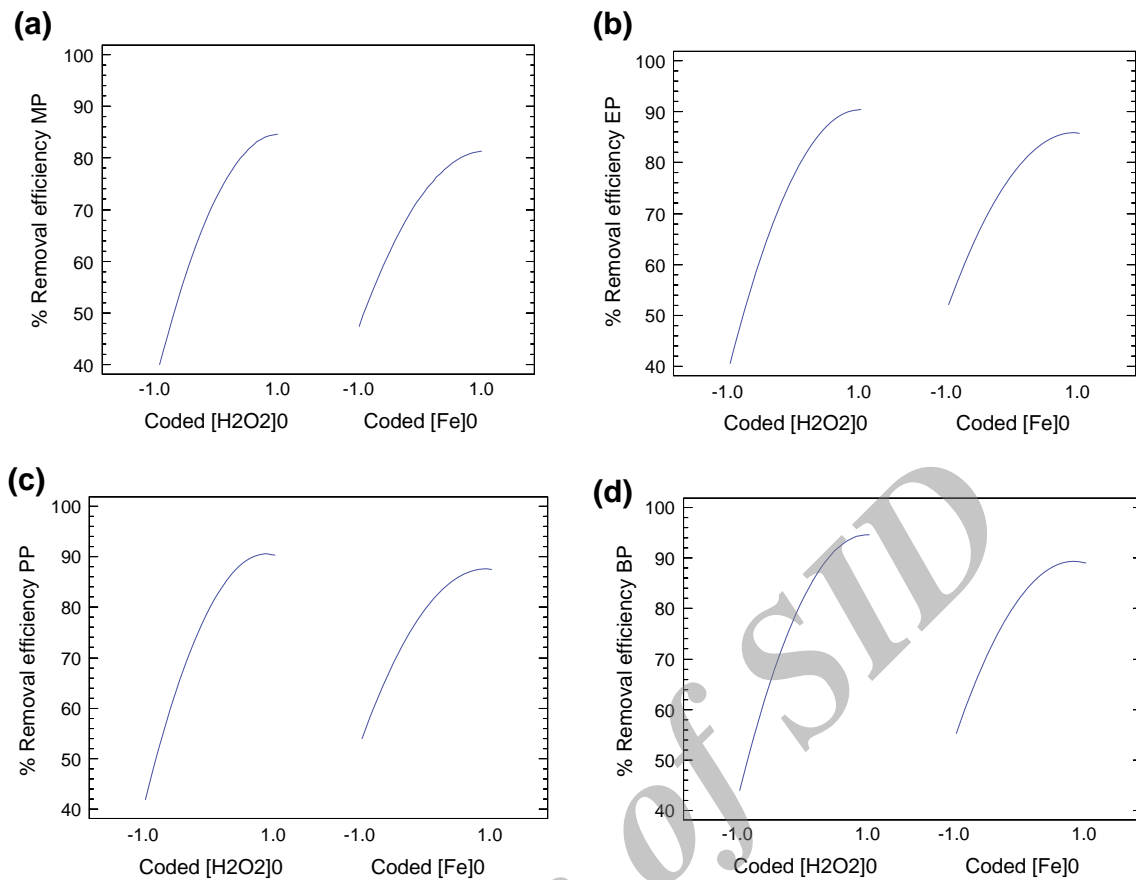 (a)
% Removal efficiency MP
100
90
80
70
60
50
40
-1.0 1.0 -1.0 1.0
Coded [H2O2]0 Coded [Fe]0
(b)
% Removal efficiency EP
100
90
80
70
60
50
40
-1.0 1.0 -1.0 1.0
Coded [H2O2]0 Coded [Fe]0
(c)
% Removal efficiency PP
100
90
80
70
60
50
40
-1.0 1.0 -1.0 1.0
Coded [H2O2]0 Coded [Fe]0
(d)
% Removal efficiency BP
100
90
80
70
60
50
40
-1.0 1.0 -1.0 1.0
Coded [H2O2]0 Coded [Fe]0
of SID